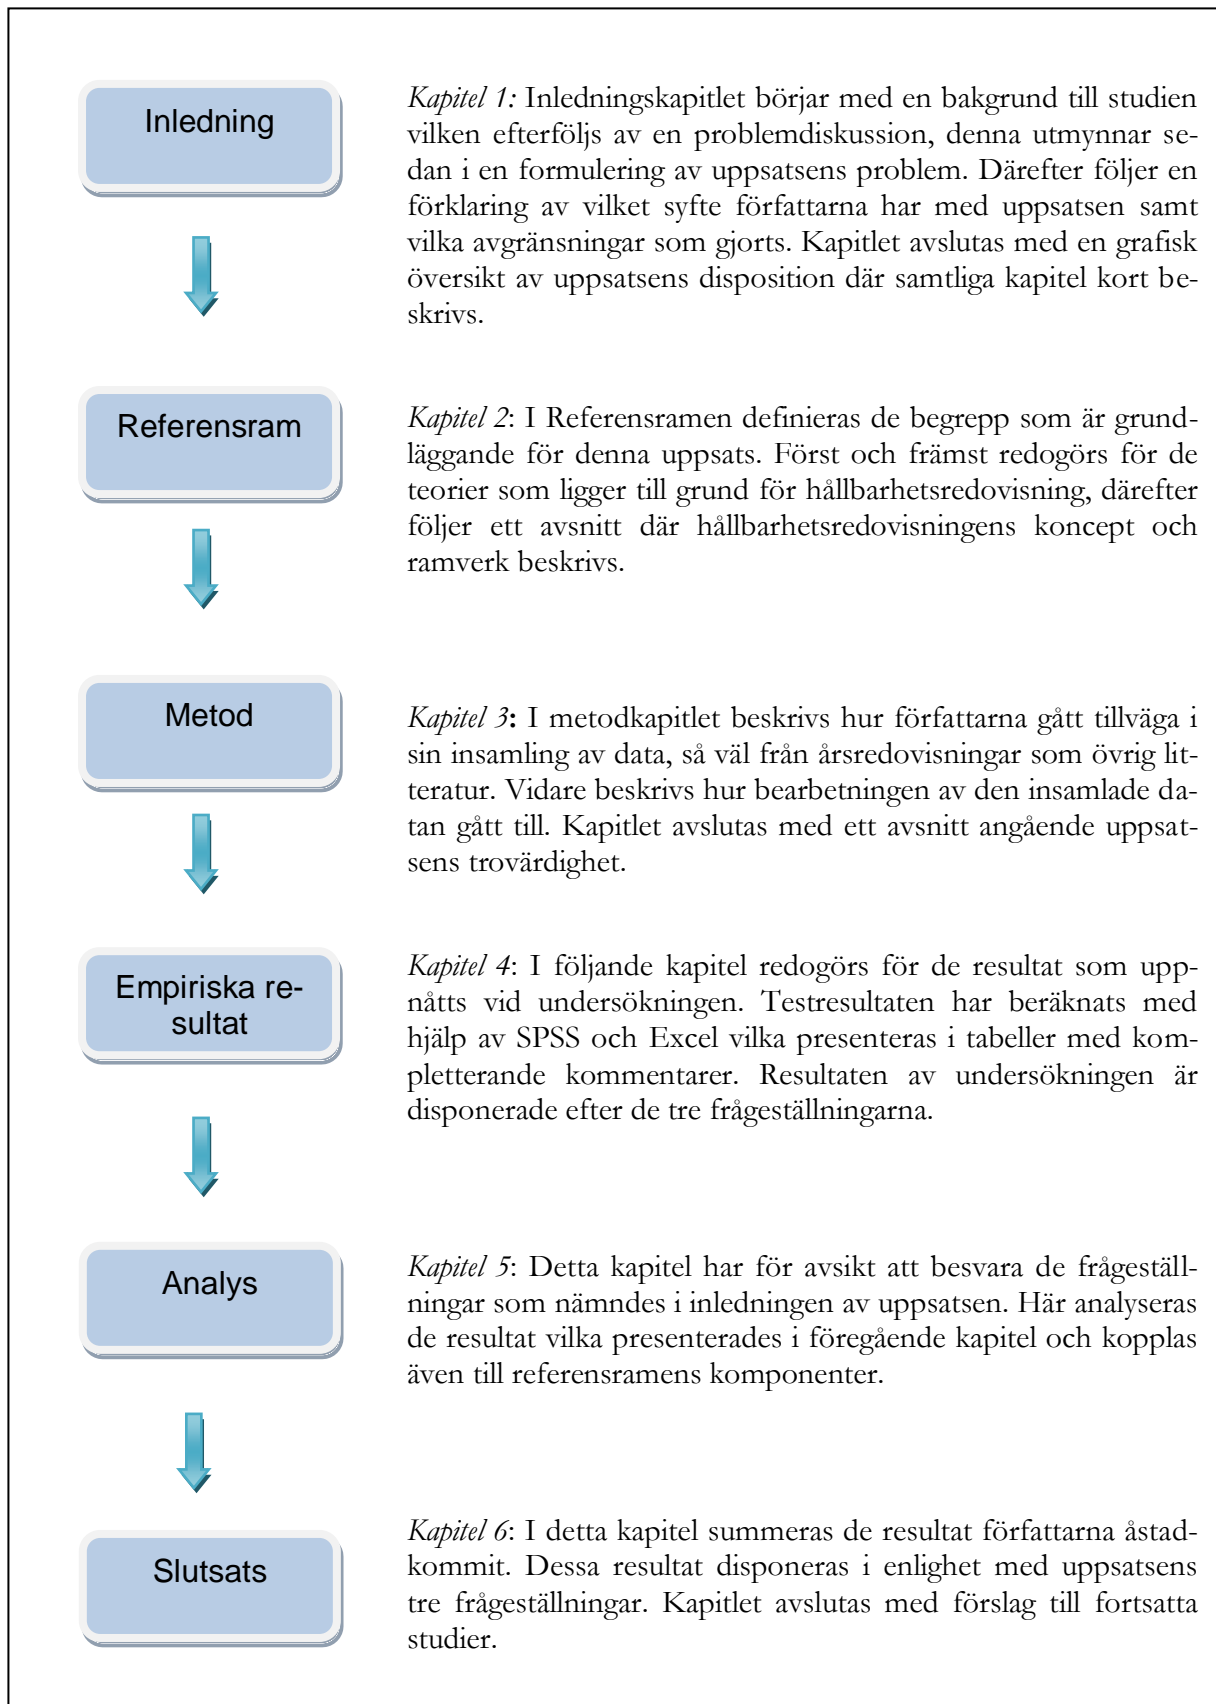 Inledning
Kapitel 1: Inledningskapitlet börjar med en bakgrund till studien
vilken efterföljs av en problemdiskussion, denna utmynnar se-
dan i en formulering av uppsatsens problem. Därefter följer en
förklaring av vilket syfte författarna har med uppsatsen samt
vilka avgränsningar som gjorts. Kapitlet avslutas med en grafisk
översikt av uppsatsens disposition där samtliga kapitel kort be-
skrivs.
Referensram
Kapitel 2: I Referensramen definieras de begrepp som är grund-
läggande för denna uppsats. Först och främst redogörs för de
teorier som ligger till grund för hållbarhetsredovisning, därefter
följer ett avsnitt där hållbarhetsredovisningens koncept och
ramverk beskrivs.
Metod
Kapitel 3: I metodkapitlet beskrivs hur författarna gått tillväga i
sin insamling av data, så väl från årsredovisningar som övrig lit-
teratur. Vidare beskrivs hur bearbetningen av den insamlade da-
tan gått till. Kapitlet avslutas med ett avsnitt angående uppsat-
sens trovärdighet.
Empiriska re-
sultat
Kapitel 4: I följande kapitel redogörs för de resultat som upp-
nåtts vid undersökningen. Testresultaten har beräknats med
hjälp av SPSS och Excel vilka presenteras i tabeller med kom-
pletterande kommentarer. Resultaten av undersökningen är
disponerade efter de tre frågeställningarna.
Analys
Kapitel 5: Detta kapitel har för avsikt att besvara de frågeställ-
ningar som nämndes i inledningen av uppsatsen. Här analyseras
de resultat vilka presenterades i föregående kapitel och kopplas
även till referensramens komponenter.
Slutsats
Kapitel 6: I detta kapitel summeras de resultat författarna åstad-
kommit. Dessa resultat disponeras i enlighet med uppsatsens
tre frågeställningar. Kapitlet avslutas med förslag till fortsatta
studier.